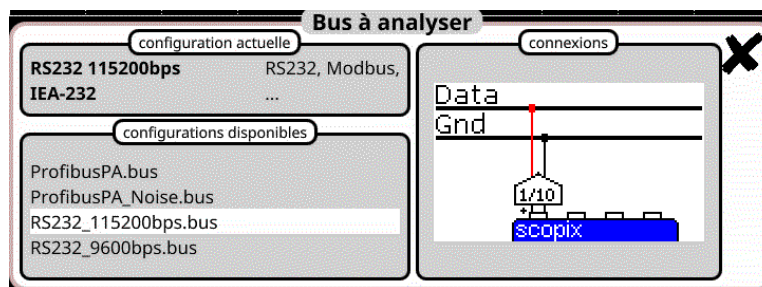 Bus à analyser
configuration actuelle
RS232 115200bps RS232, Modbus,
IEA-232 ...
configurations disponibles
ProfibusPA.bus
ProfibusPA_Noise.bus
RS232_115200bps.bus
RS232_9600bps.bus
connexions
Data
Gnd
1/10
+ -
scopix